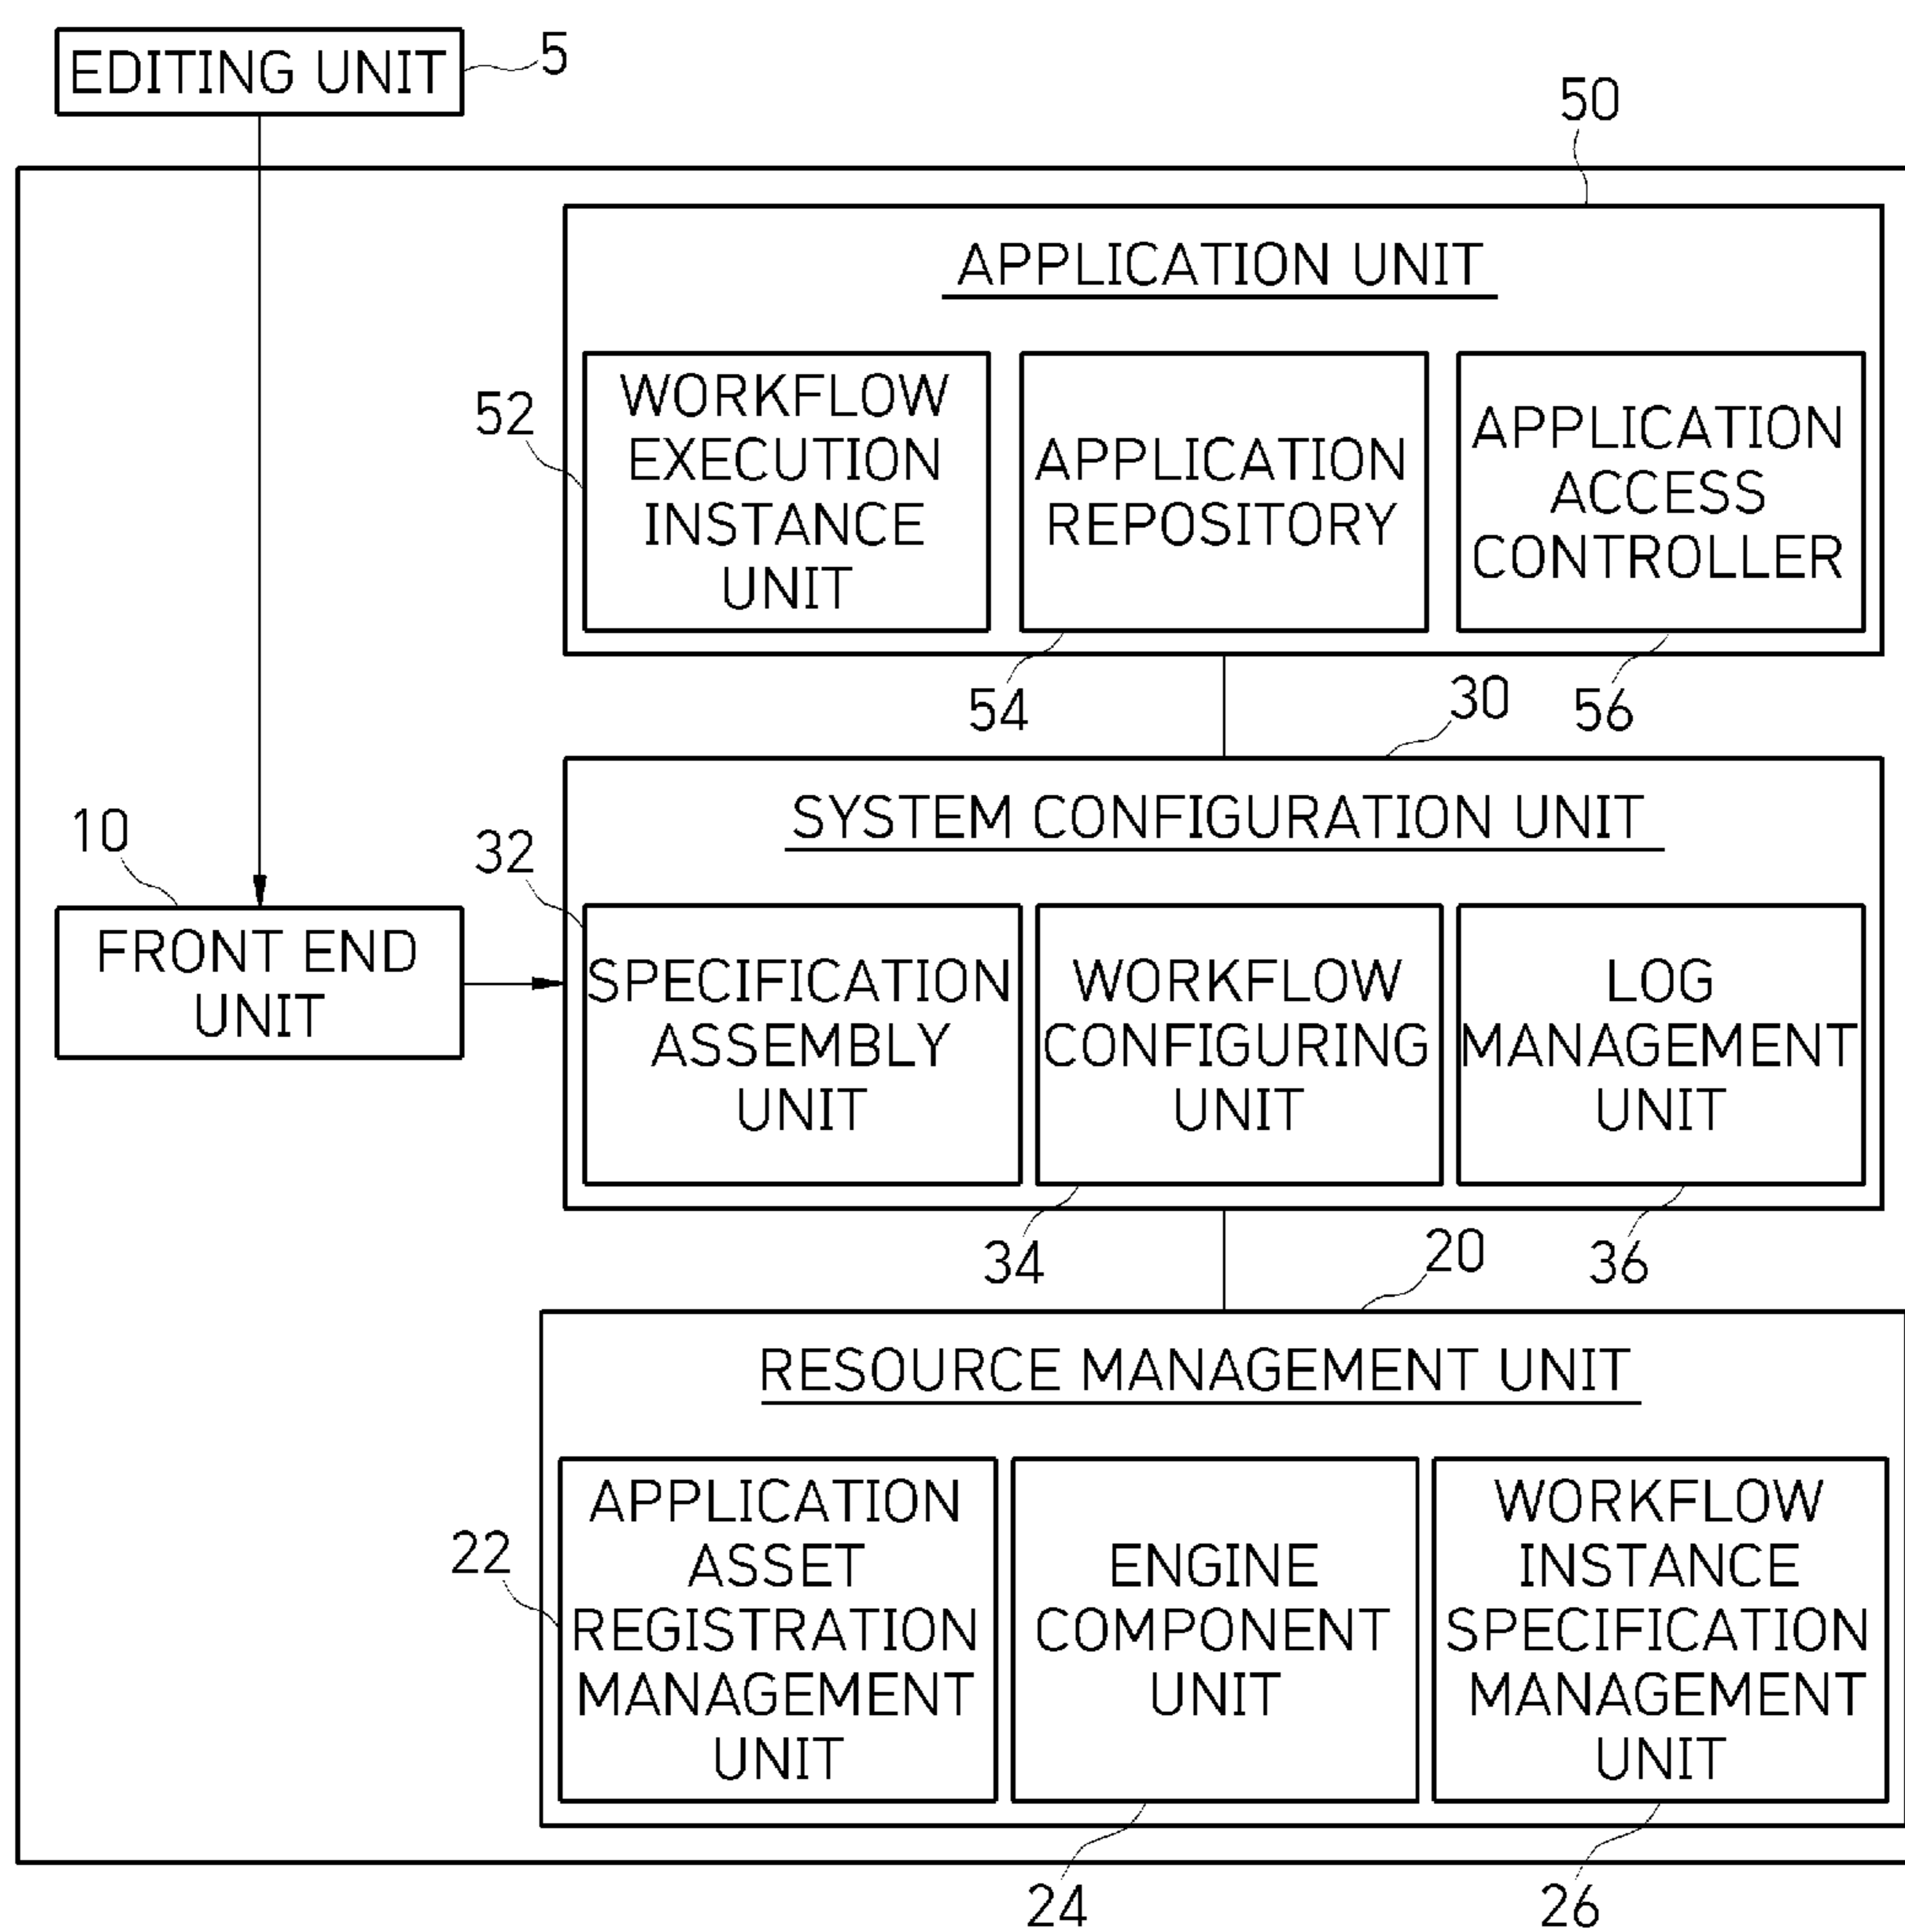 EDITING UNIT
5
50
APPLICATION UNIT
52
WORKFLOW
EXECUTION
INSTANCE
UNIT
APPLICATION
REPOSITORY
APPLICATION
ACCESS
CONTROLLER
54
56
30
SYSTEM CONFIGURATION UNIT
10
FRONT END
UNIT
32
SPECIFICATION
ASSEMBLY
UNIT
WORKFLOW
CONFIGURING
UNIT
LOG
MANAGEMENT
UNIT
34
36
20
RESOURCE MANAGEMENT UNIT
22
APPLICATION
ASSET
REGISTRATION
MANAGEMENT
UNIT
ENGINE
COMPONENT
UNIT
WORKFLOW
INSTANCE
SPECIFICATION
MANAGEMENT
UNIT
24
26